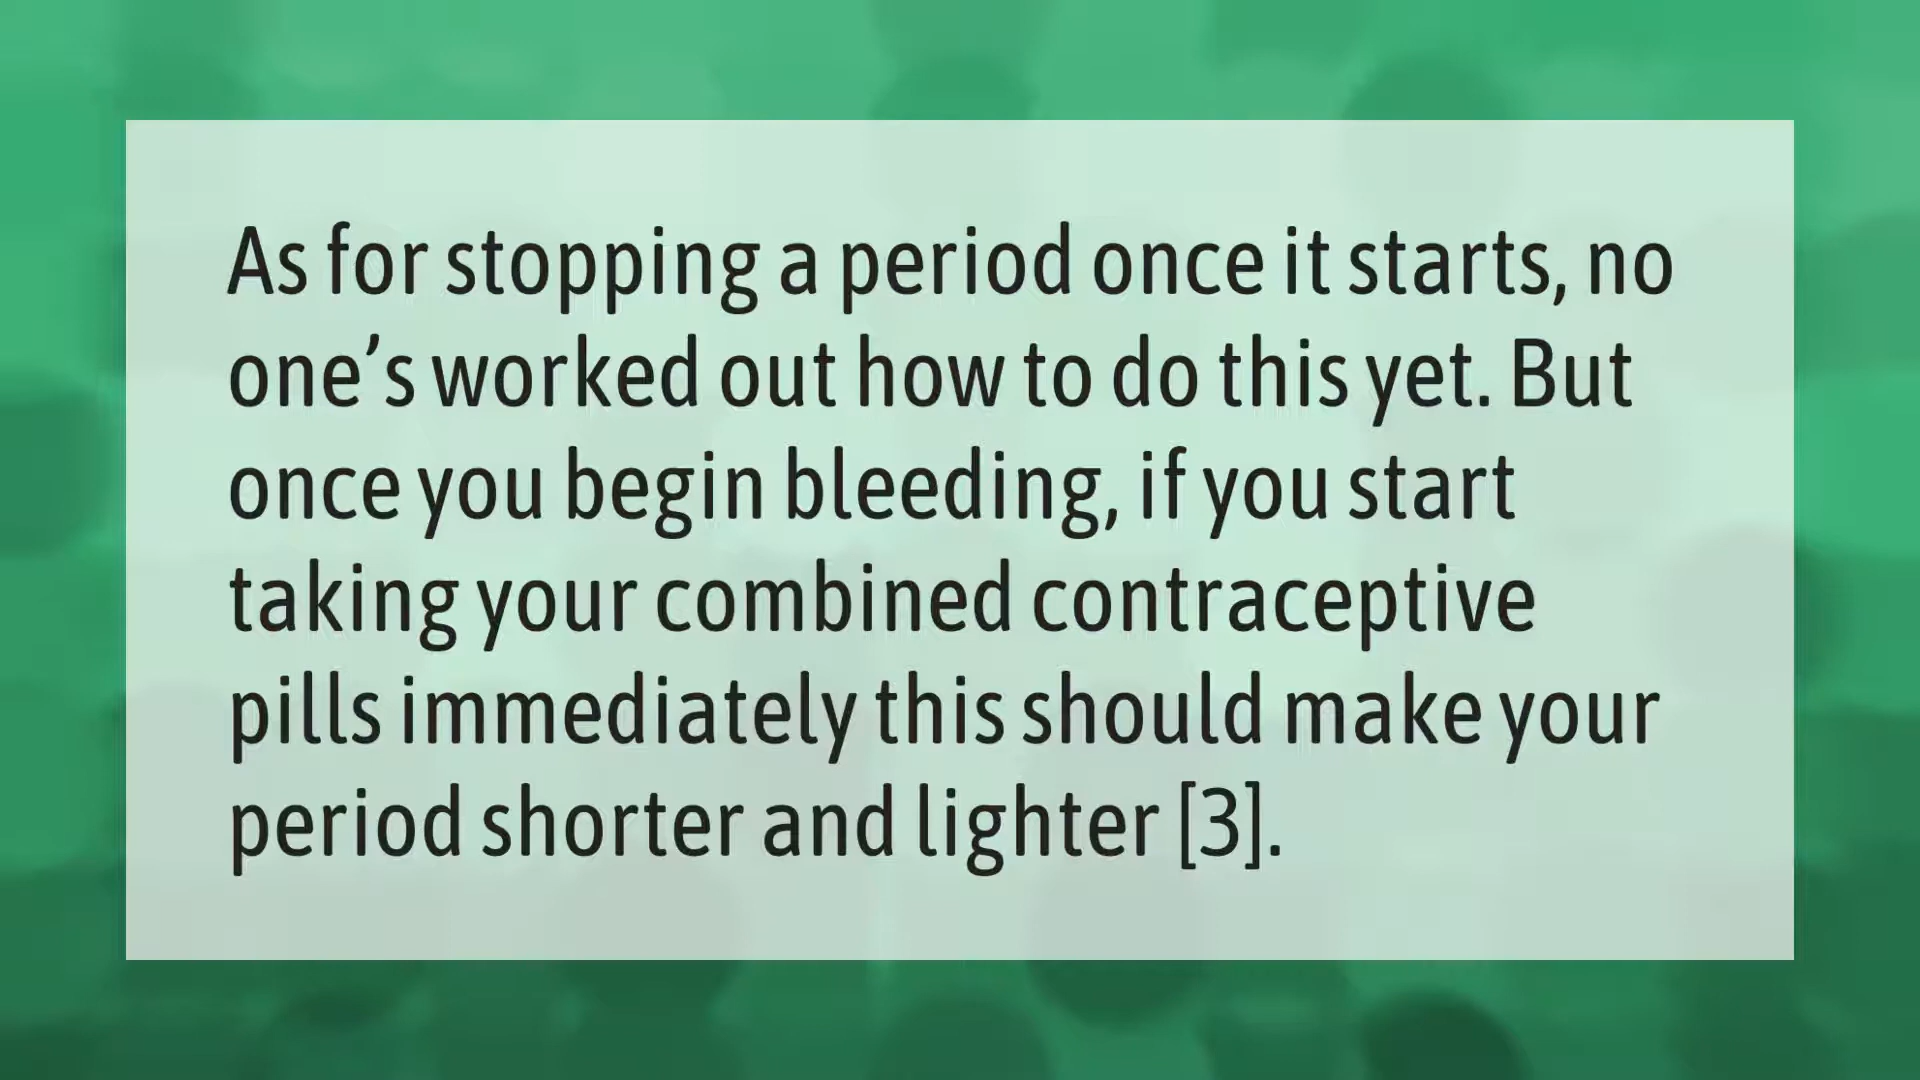 As for stopping a period once it starts, no
one’s worked out how to do this yet. But
once you begin bleeding, if you start
taking your combined contraceptive
pills immediately this should make your
period shorter and lighter [3].